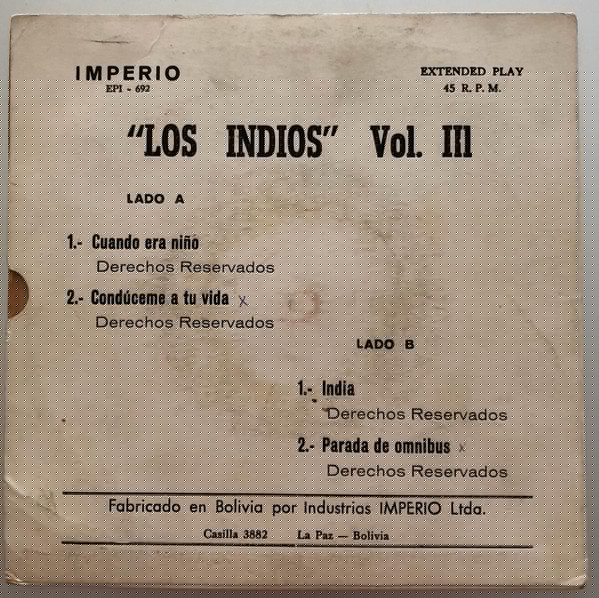 IMPERIO
EPI - 692
EXTENDED PLAY
45 R. P. M.
"LOS INDIOS" Vol. III
LADO A
1.- Cuando era niñó
Derechos Reservados
2.- Condúceme a tu vida x
Derechos Reservados
LADO B
1.- India
Derechos Reservados
2.- Parada de omnibus x
Derechos Reservados
Fabricado en Bolivia por Industrias IMPERIO Ltda.
Casilla 3882 La Paz — Bolivia